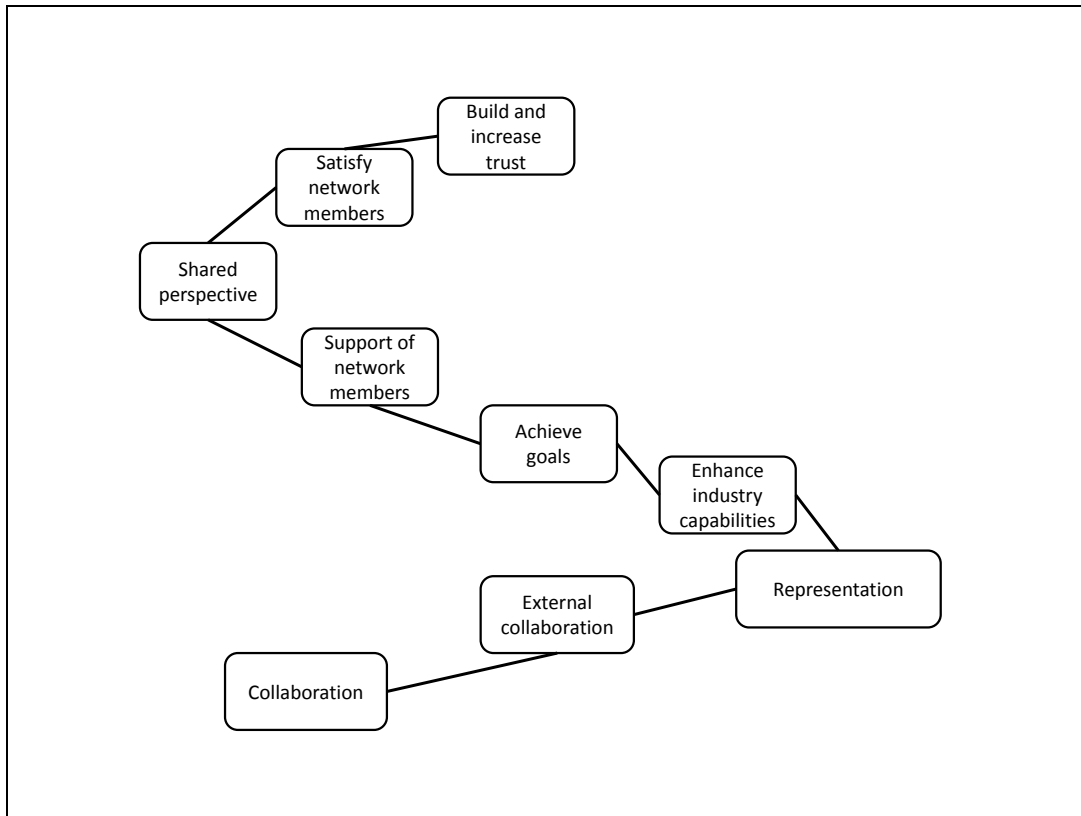 Build and
increase
trust
Satisfy
network
members
Shared
perspective
Support of
network
members
Achieve
goals
Enhance
industry
capabilities
Representation
External
collaboration
Collaboration